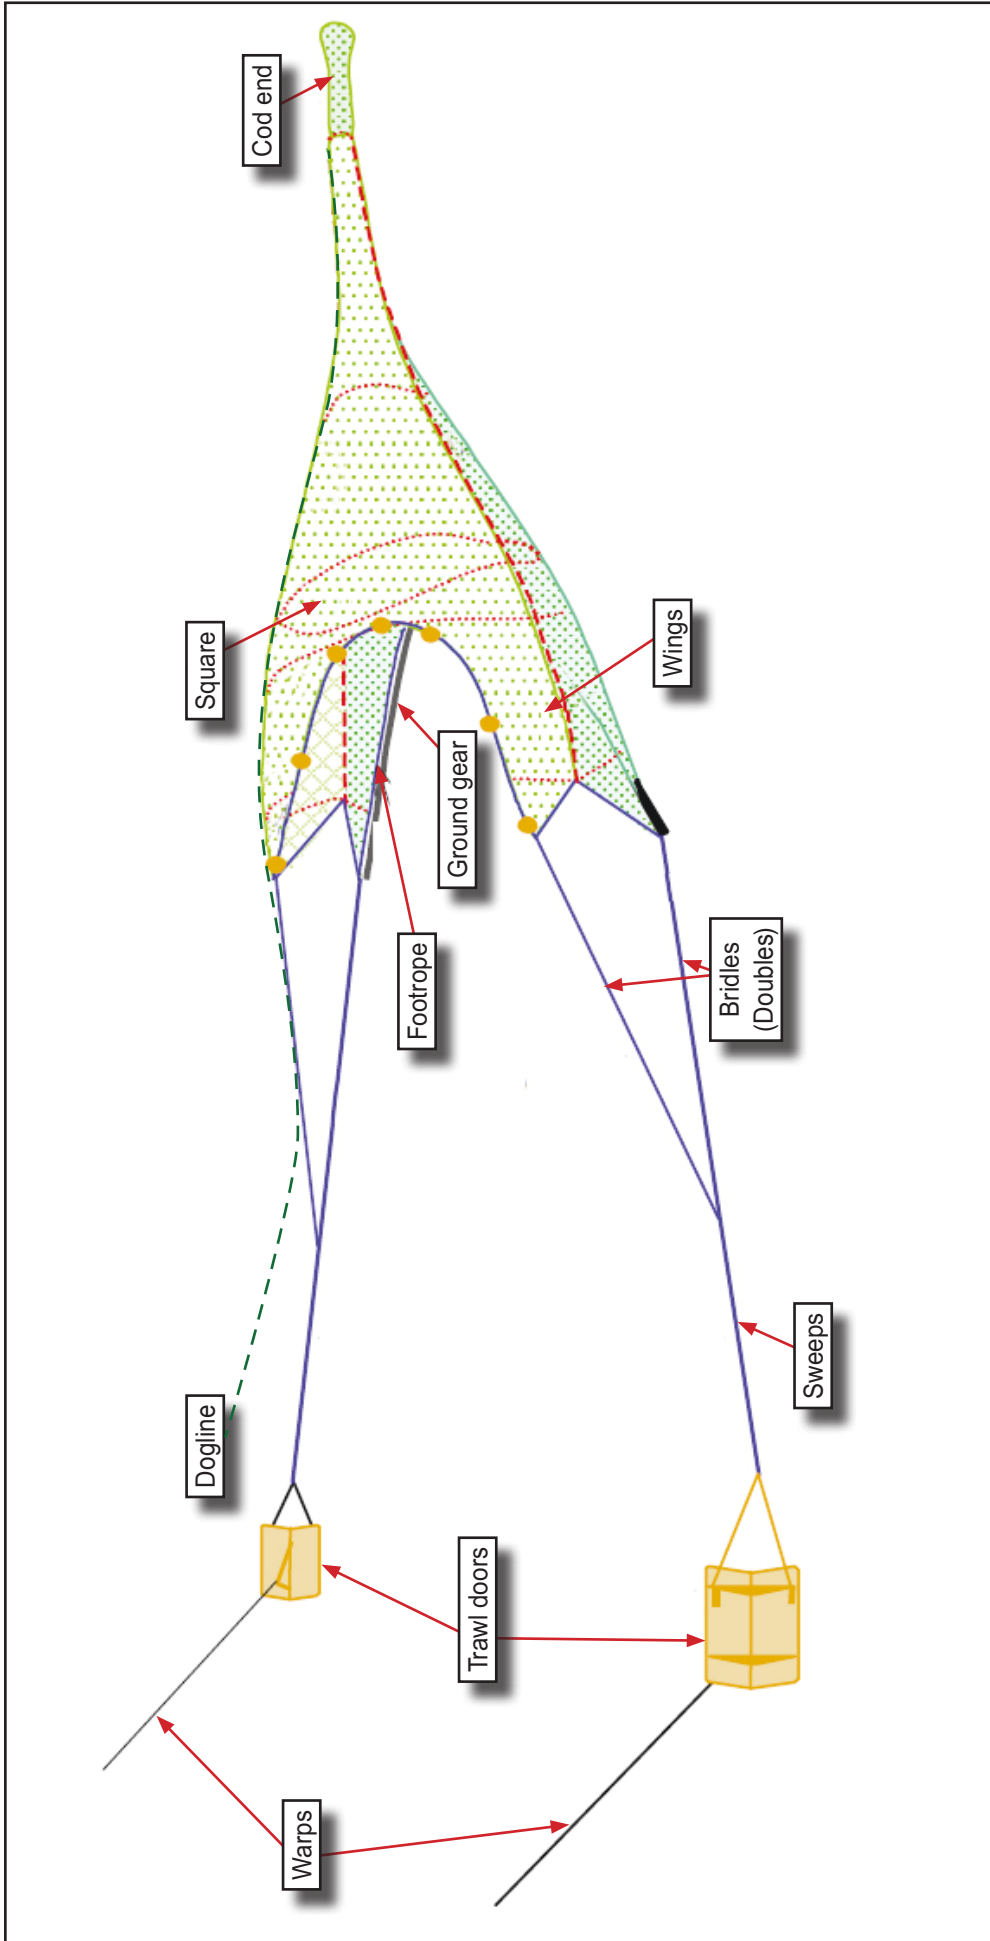 Cod end
Square
Wings
Ground gear
Footrope
Bridles
(Doubles)
Sweeps
Dogline
Trawl doors
Warps